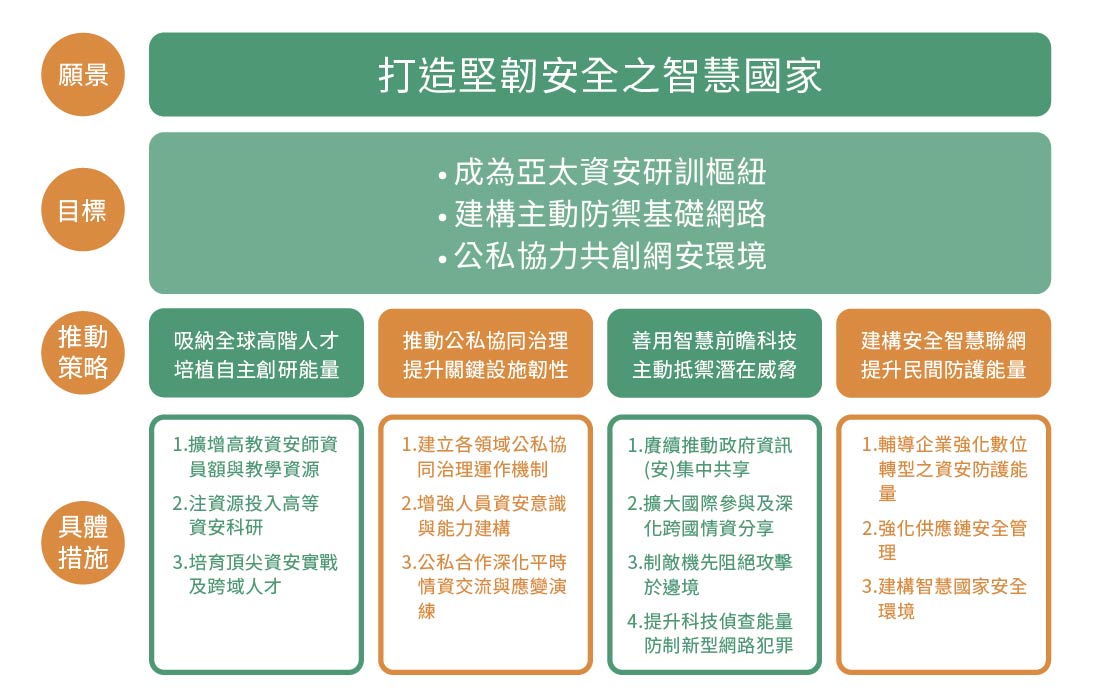 願景
打造堅韌安全之智慧國家
目標
•成為亞太資安研訓樞紐
•建構主動防禦基礎網路
•公私協力共創網安環境
推動
策略
吸納全球高階人才
培植自主創研能量
推動公私協同治理
提升關鍵設施韌性
善用智慧前瞻科技
主動抵禦潛在威脅
建構安全智慧聯網
提升民間防護能量
具體
措施
1.擴增高教資安師資
員額與教學資源
2.注資源投入高等
資安科研
3.培育頂尖資安實戰
及跨域人才
1.建立各領域公私協
同治理運作機制
2.增強人員資安意識
與能力建構
3.公私合作深化平時
情資交流與應變演
練
1.賡續推動政府資訊
(安)集中共享
2.擴大國際參與及深
化跨國情資分享
3.制敵機先阻絕攻擊
於邊境
4.提升科技偵查能量
防制新型網路犯罪
1.輔導企業強化數位
轉型之資安防護能
量
2.強化供應鏈安全管
理
3.建構智慧國家安全
環境